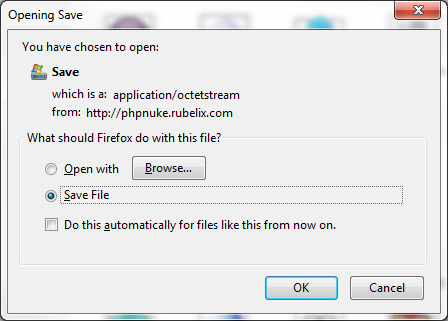 Opening Save
You have chosen to open:
Save
which is a: application/octetstream
from: http://phpnuke.rubelix.com
What should Firefox do with this file?
Open with Browse...
Save File
Do this automatically for files like this from now on.
OK Cancel